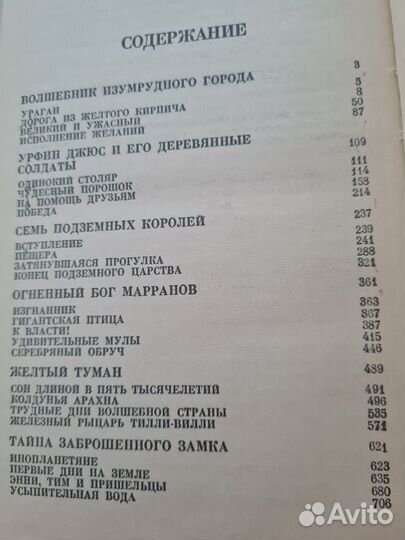 СОДЕРЖАНИЕ
ВОЛШЕБНИК ИЗУМРУДНОГО ГОРОДА 3
УРАГАН 5
ДОРОГА ИЗ ЖЕЛТОГО КИРПИЧА 8
ВЕЛИКИЙ И УЖАСНЫЙ 50
ИСПОЛНЕНИЕ ЖЕЛАНИЙ 87
УРФИН ДЖЮС И ЕГО ДЕРЕВЯННЫЕ
СОЛДАТЫ 109
ОДИНОКИЙ СТОЛЯР 111
ЧУДЕСНЫЙ ПОРОШОК 114
НА ПОМОЩЬ ДРУЗЬЯМ 158
ПОБЕДА 214
СЕМЬ ПОДЗЕМНЫХ КОРОЛЕЙ 237
ВСТУПЛЕНИЕ 239
ПЕЩЕРА 241
ЗАТЯНУВШАЯСЯ ПРОГУЛКА 288
КОНЕЦ ПОДЗЕМНОГО ЦАРСТВА 321
ОГНЕННЫЙ БОГ МАРРАНОВ 361
ИЗГНАННИК 363
ГИГАНТСКАЯ ПТИЦА 367
К ВЛАСТИ! 387
УДИВИТЕЛЬНЫЕ МУЛЫ 415
СЕРЕБРЯНЫЙ ОБРУЧ 446
ЖЕЛТЫЙ ТУМАН 489
СОН ДЛИНОЙ В ПЯТЬ ТЫСЯЧЕЛЕТИЙ 491
КОЛДУНЬЯ АРАХНА 496
ТРУДНЫЕ ДНИ ВОЛШЕБНОЙ СТРАНЫ 535
ЖЕЛЕЗНЫЙ РЫЦАРЬ ТИЛЛИ-ВИЛЛИ 571
ТАЙНА ЗАБРОШЕННОГО ЗАМКА 621
ИНОПЛАНЕТЯНЕ 623
ПЕРВЫЕ ДНИ НА ЗЕМЛЕ 635
ЭННИ, ТИМ И ПРИШЕЛЬЦЫ 680
УСЫПИТЕЛЬНАЯ ВОДА 706
Avito